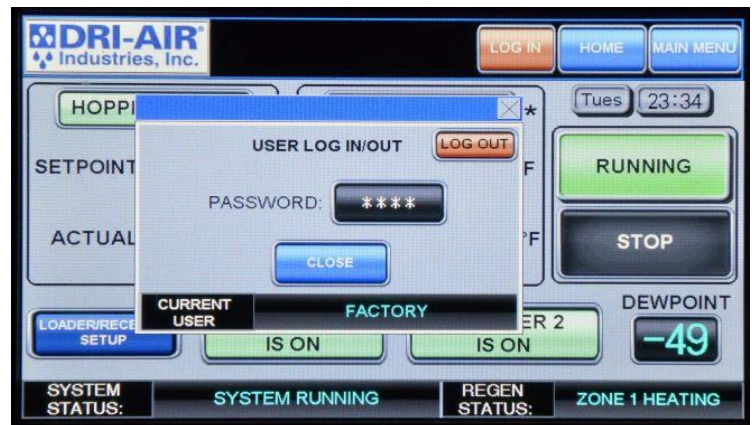 DRI-AIR®
Industries, Inc.
LOG IN
HOME
MAIN MENU
HOPPI
*
Tues
23:34
USER LOG IN/OUT
LOG OUT
SETPOINT
F
RUNNING
PASSWORD: ****
ACTUAL
°F
STOP
CLOSE
CURRENT USER
FACTORY
DEWPOINT
LOADER/RECE
SETUP
IS ON
ER 2
IS ON
-49
SYSTEM STATUS:
SYSTEM RUNNING
REGEN STATUS:
ZONE 1 HEATING